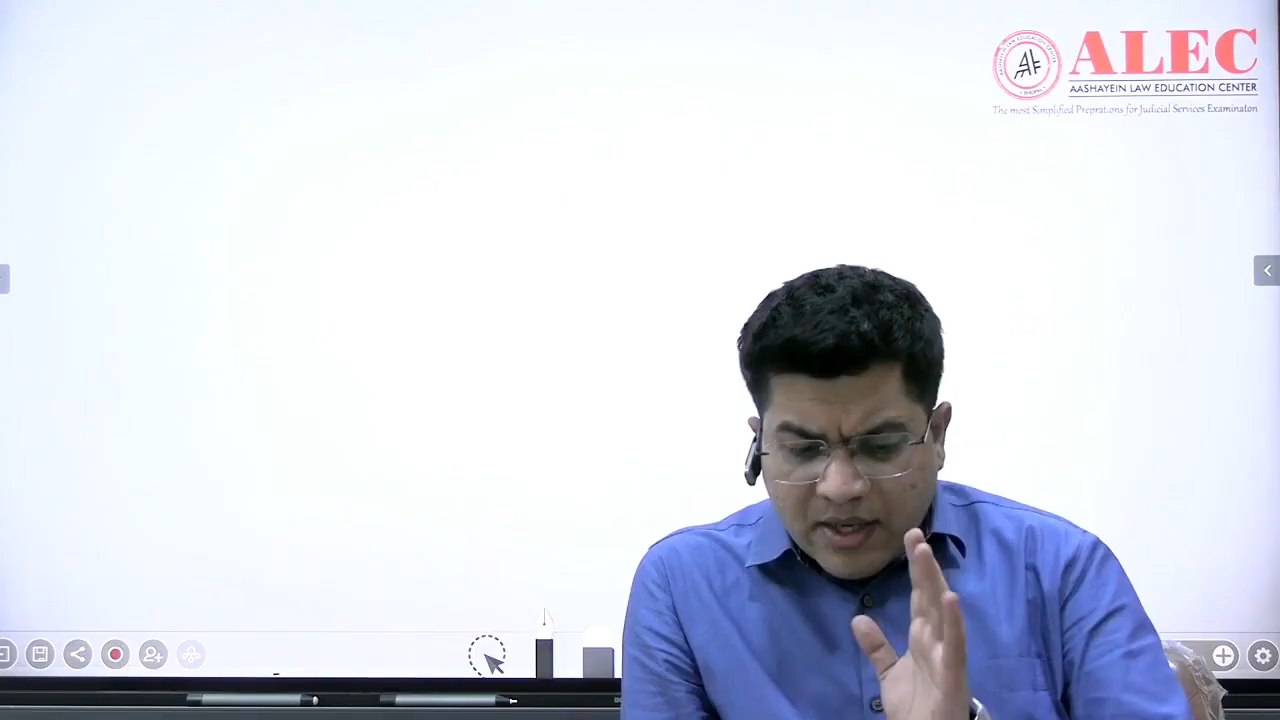 ALEC
AASHAYEIN LAW EDUCATION CENTER
The most Simplified Preprations for Judicial Services Examinaton